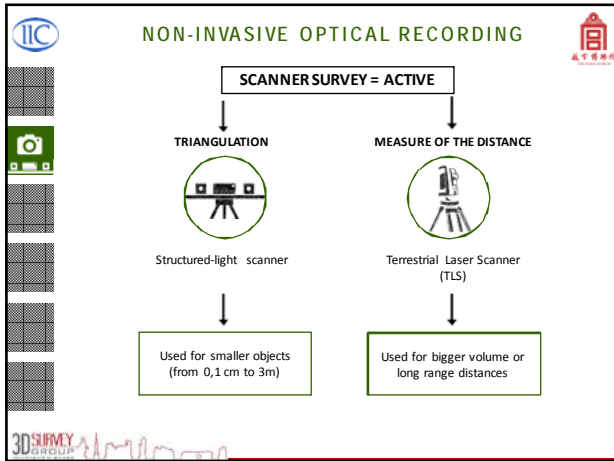 IIC
NON-INVASIVE OPTICAL RECORDING
SCANNER SURVEY = ACTIVE
TRIANGULATION
MEASURE OF THE DISTANCE
Structured-light scanner
Terrestrial Laser Scanner
(TLS)
Used for smaller objects
(from 0,1 cm to 3m)
Used for bigger volume or
long range distances
3D SURVEY
GROUP